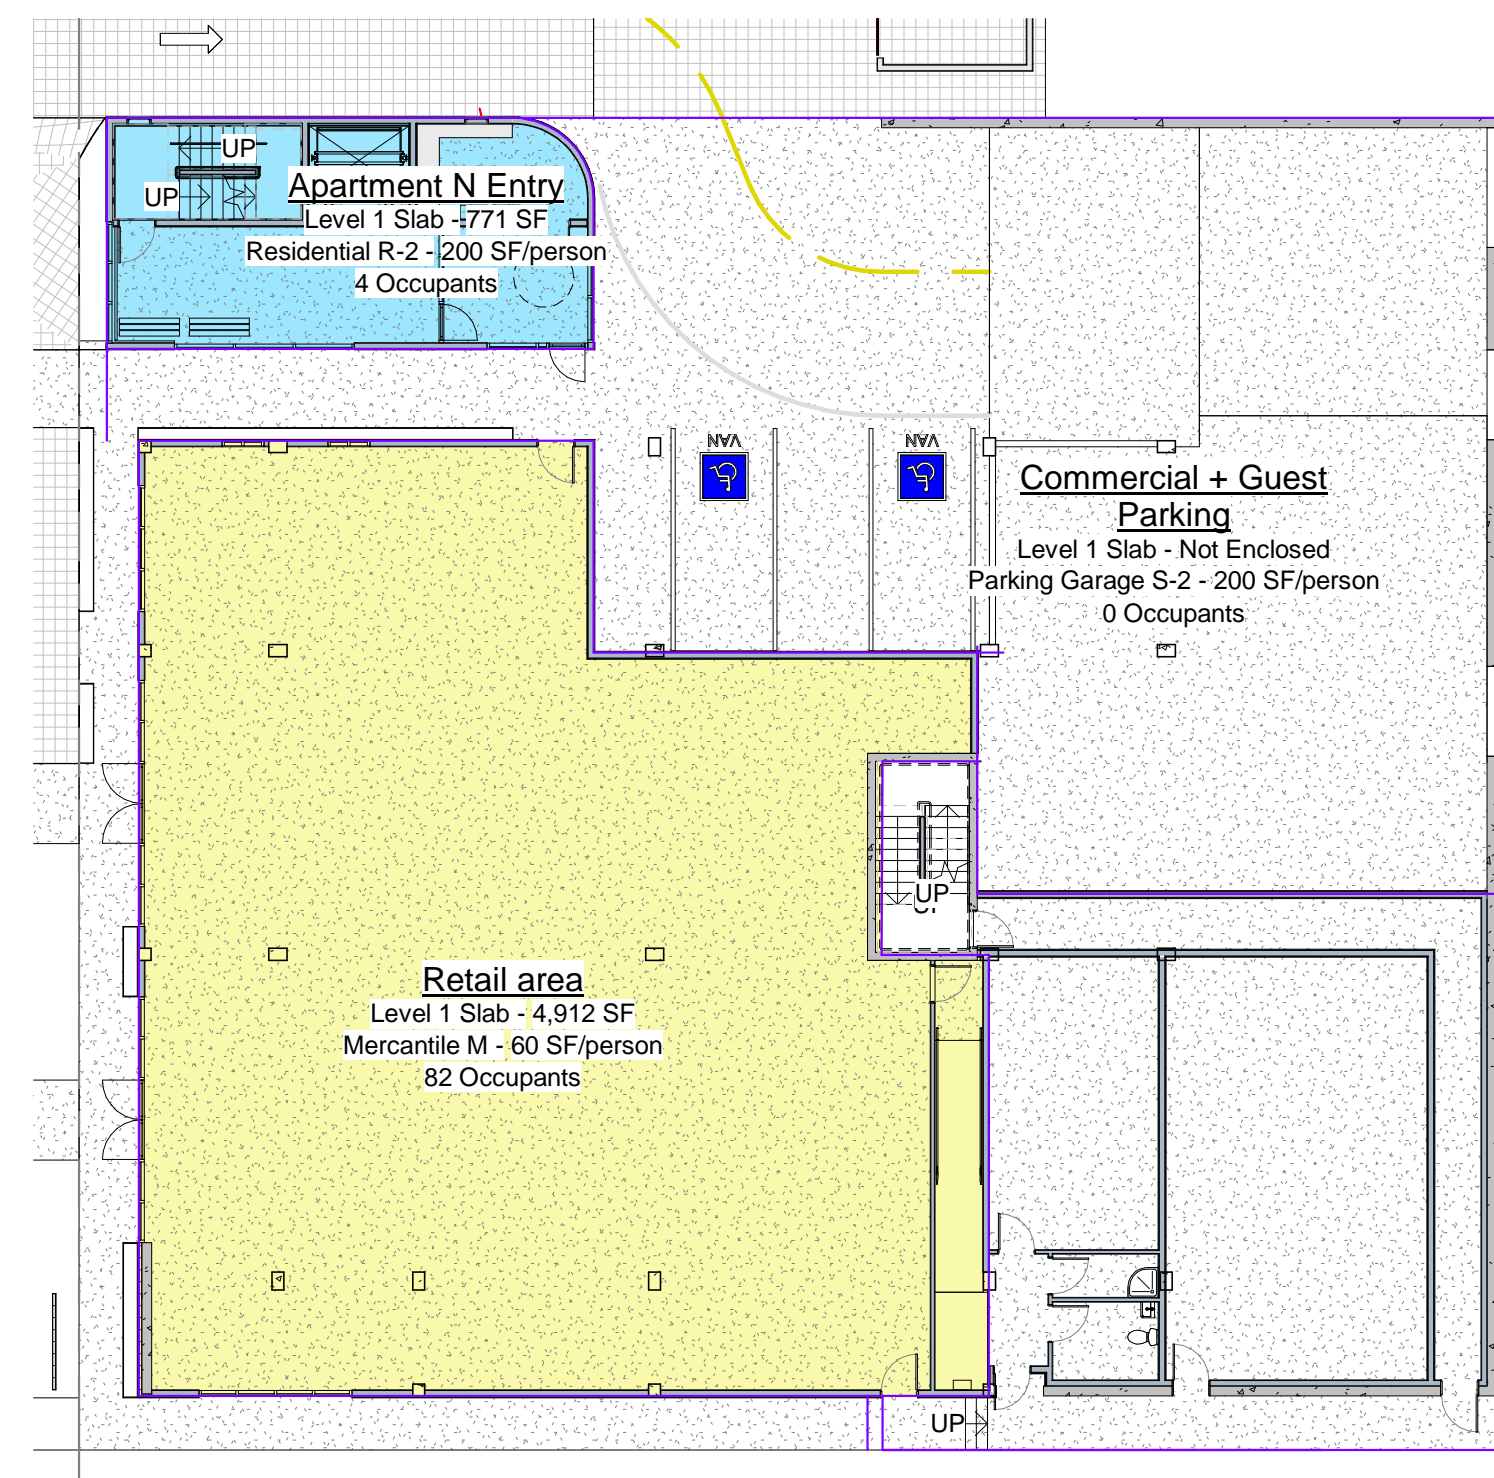 UP
UP
Apartment N Entry
Level 1 Slab - 771 SF
Residential R-2 - 200 SF/person
4 Occupants
VAN
VAN
Commercial + Guest
Parking
Level 1 Slab - Not Enclosed
Parking Garage S-2 - 200 SF/person
0 Occupants
UP
UP
Retail area
Level 1 Slab - 4,912 SF
Mercantile M - 60 SF/person
82 Occupants
UP